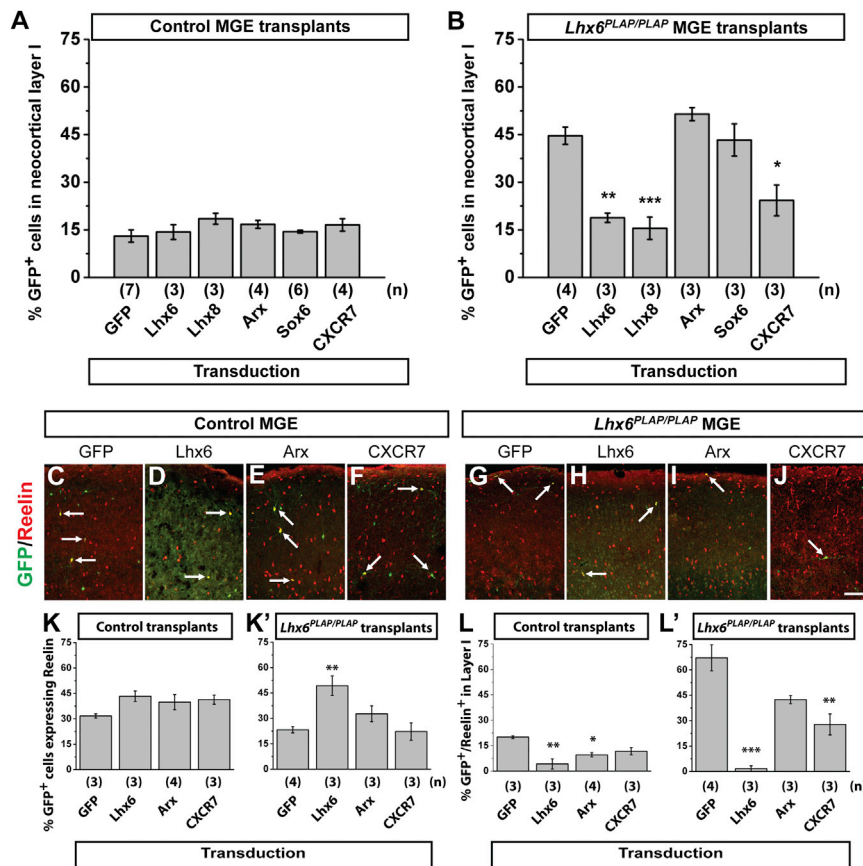 A
Control MGE transplants
% GFP+ cells in neocortical layer I
75
60
45
30
15
0
(7) (3) (3) (4) (6) (4) (n)
GFP Lhx6 Lhx8 Arx Sox6 CXCR7
Transduction
B
Lhx6PLAP/PLAP MGE transplants
% GFP+ cells in neocortical layer I
75
60
45
30
15
0
** *** *
(4) (3) (3) (3) (3) (3) (n)
GFP Lhx6 Lhx8 Arx Sox6 CXCR7
Transduction
Control MGE
Lhx6PLAP/PLAP MGE
GFP Lhx6 Arx CXCR7
GFP Lhx6 Arx CXCR7
GFP/Reelin
C D E F G H I J
K
Control transplants
% GFP+ cells expressing Reelin
75
60
45
30
15
0
(3) (3) (4) (3)
GFP Lhx6 Arx CXCR7
K'
Lhx6PLAP/PLAP transplants
**
(4) (3) (3) (3) (n)
GFP Lhx6 Arx CXCR7
Transduction
L
Control transplants
% GFP+/Reelin+ in Layer I
75
60
45
30
15
0
** *
(3) (3) (4) (3)
GFP Lhx6 Arx CXCR7
L'
Lhx6PLAP/PLAP transplants
75
60
45
30
15
0
*** **
(4) (3) (3) (3) (n)
GFP Lhx6 Arx CXCR7
Transduction